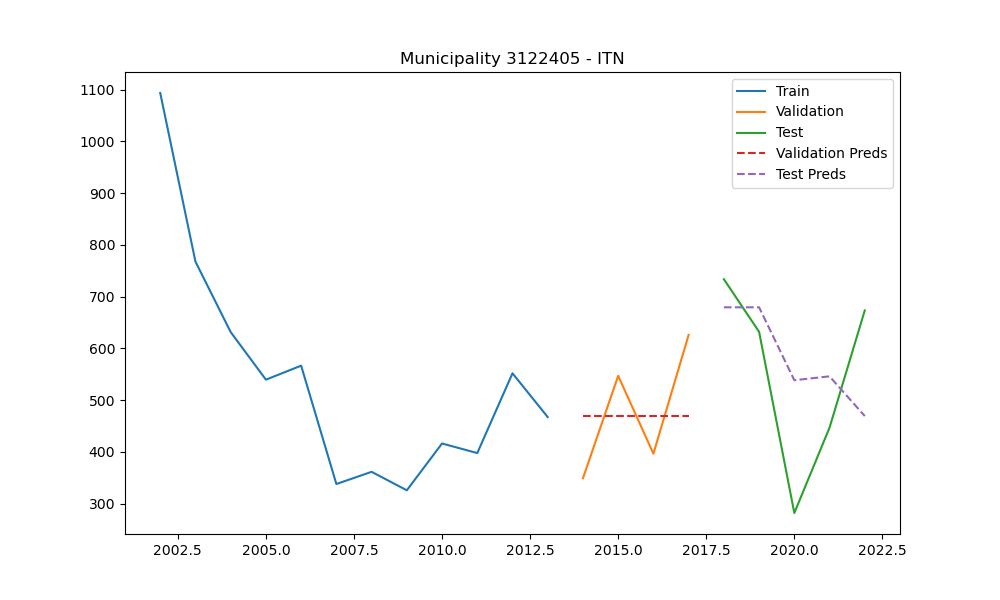 Municipality 3122405 - ITN
Train
Validation
Test
Validation Preds
Test Preds
1100
1000
900
800
700
600
500
400
300
2002.5 2005.0 2007.5 2010.0 2012.5 2015.0 2017.5 2020.0 2022.5